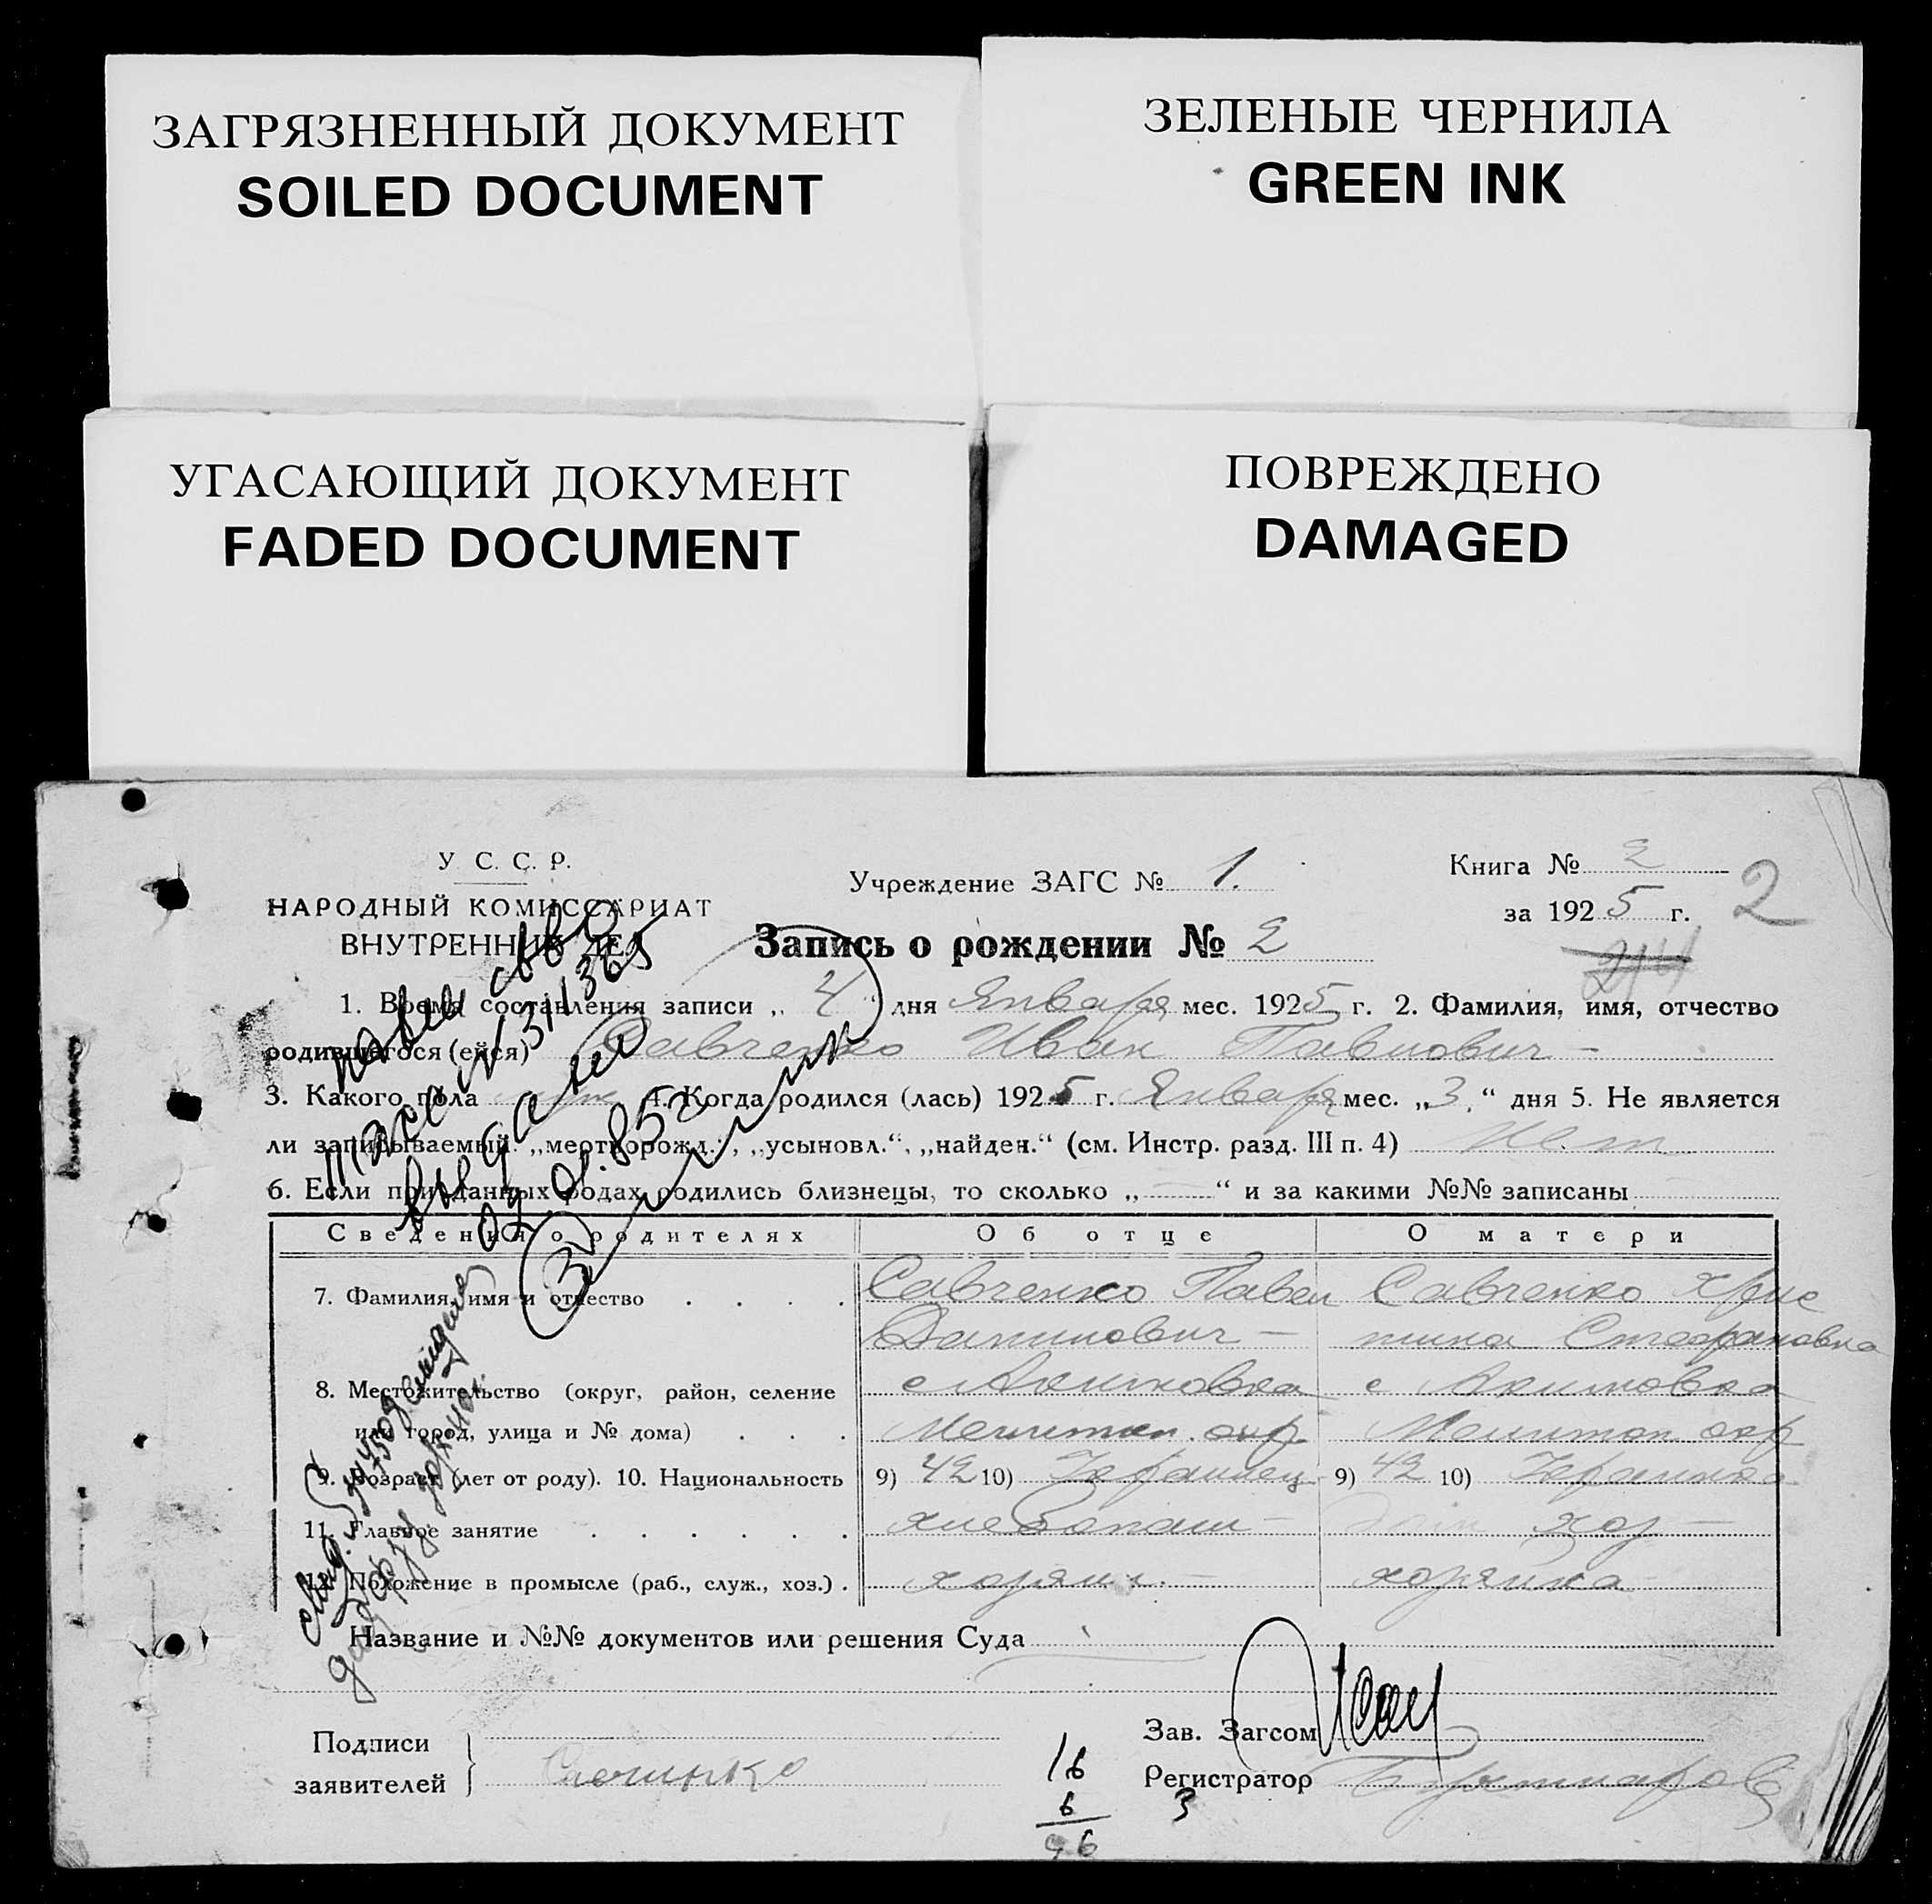 ЗАГРЯЗНЕННЫЙ ДОКУМЕНТ
SOILED DOCUMENT
ЗЕЛЕНЫЕ ЧЕРНИЛА
GREEN INK
УГАСАЮЩИЙ ДОКУМЕНТ
FADED DOCUMENT
ПОВРЕЖДЕНО
DAMAGED
У С. С. Р.
НАРОДНЫЙ КОМИССАРИАТ
ВНУТРЕННИХ ДЕЛ
Учреждение ЗАГС № 1.
Книга № 2
за 1925 г.
2
Запись о рождении № 2
1. Время составления записи „ 4 “ дня Января мес. 1925 г. 2. Фамилия, имя, отчество
родившегося (ейся) Савченко Иван Павлович –
3. Какого пола муж 4. Когда родился (лась) 1925 г. Января мес. „ 3 “ дня 5. Не является
ли записываемый: „мертворожд.“, „усыновл.“, „найден.“ (см. Инстр. разд. III п. 4) Нет
6. Если при данных родах родились близнецы, то сколько „ — “ и за какими №№ записаны
Сведения о родителях Об отце О матери
7. Фамилия, имя и отчество . . . . Савченко Павел Савченко Хрис
Данилович – тина Стефановна
8. Местожительство (округ, район, селение с Акимовка с Акимовка
или город, улица и № дома) . . . Мелитоп. окр. Мелитоп окр
9. Возраст (лет от роду). 10. Национальность 9) 42 10) Украинец 9) 42 10) Украинка
11. Главное занятие . . . . . . хлебопаш – хоз –
12. Положение в промысле (раб., служ., хоз.) . хозяин. – хозяйка
Название и №№ документов или решения Суда
Подписи
заявителей
Зав. Загсом
Регистратор
16
6
96
3